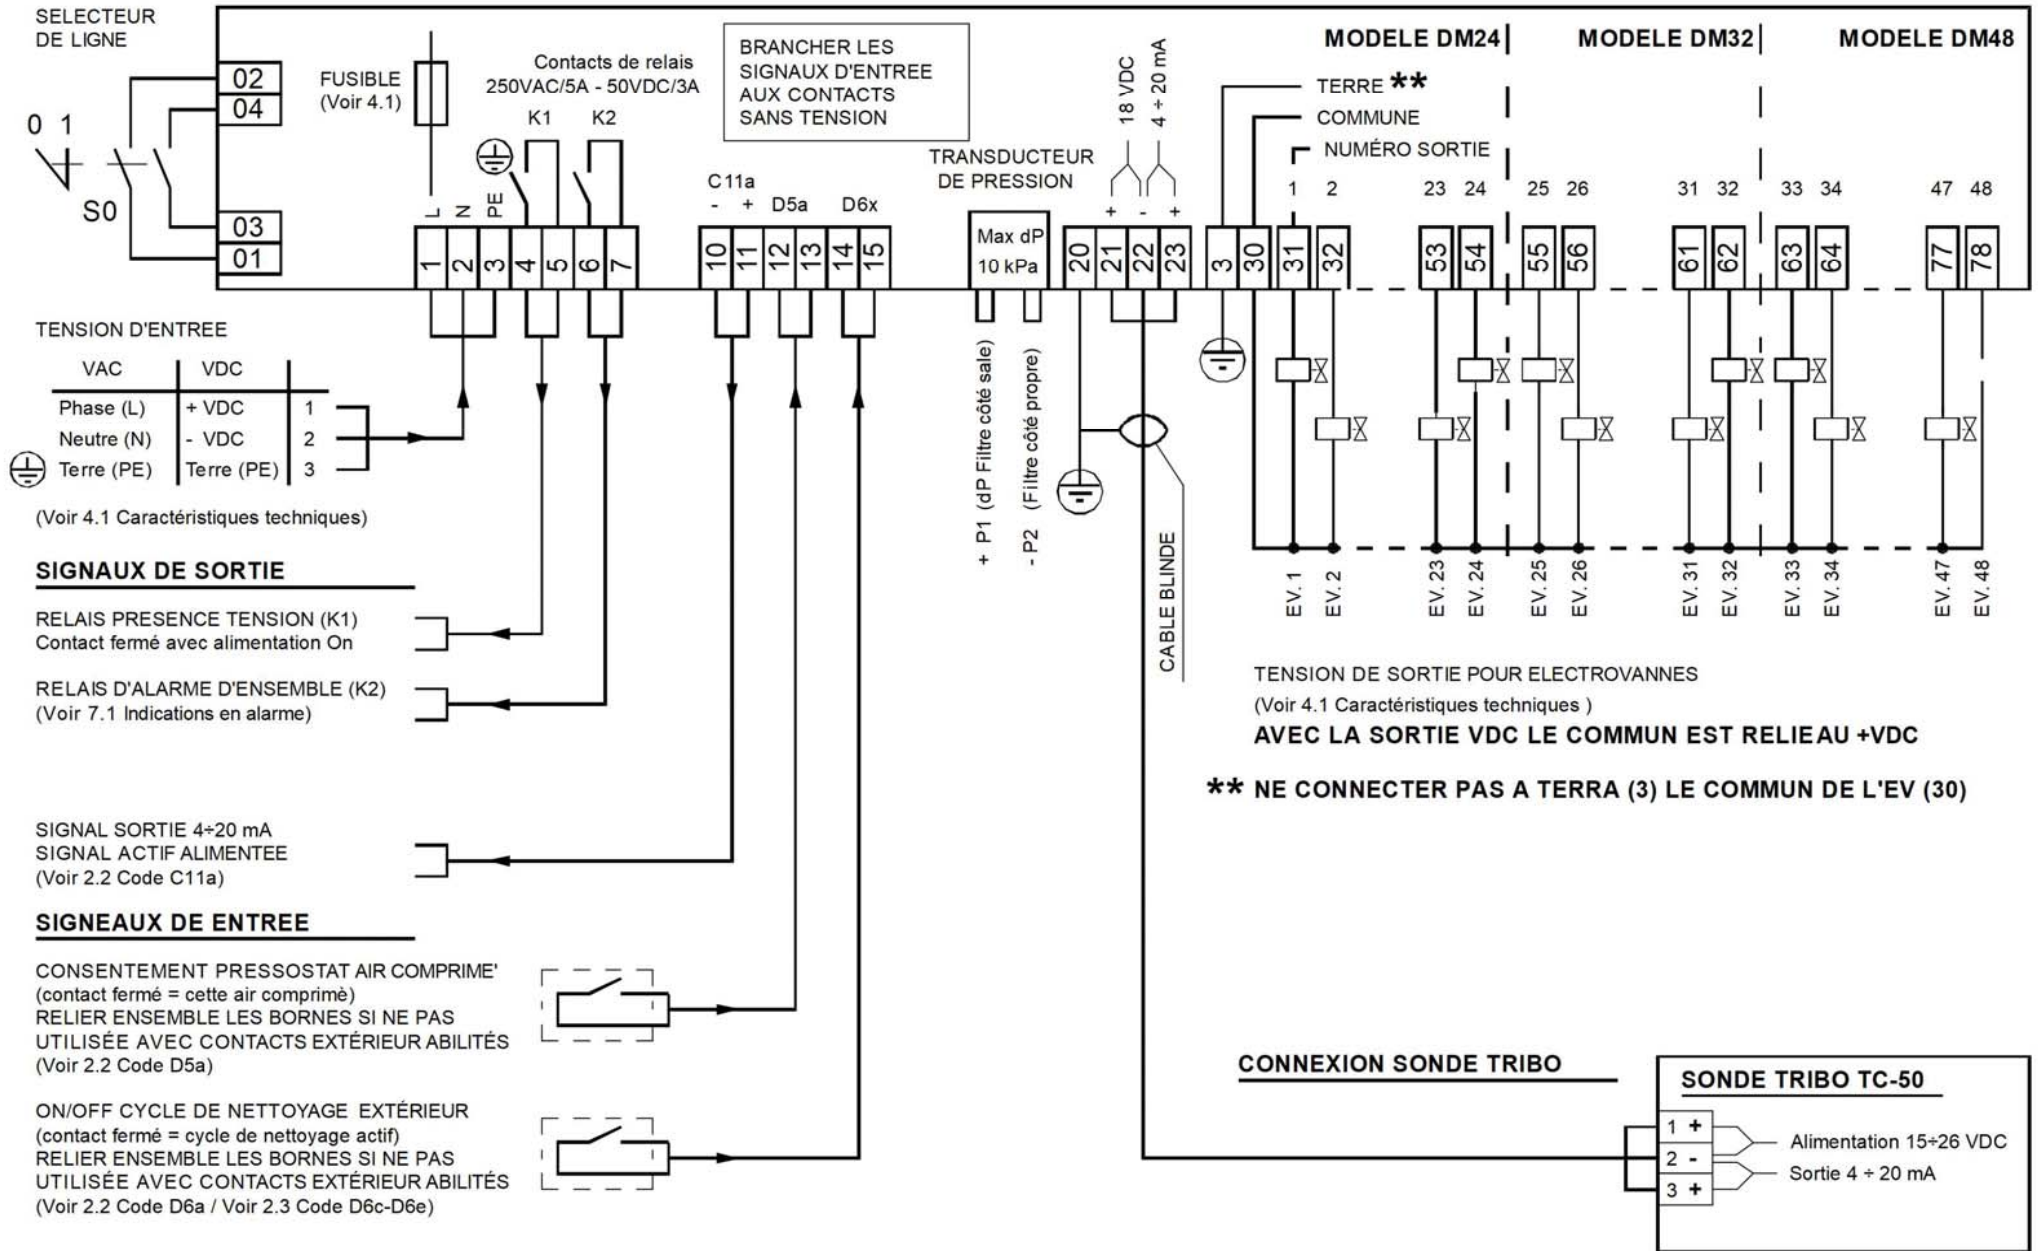 SELECTEUR
DE LIGNE
0 1
S0
02
04
03
01
FUSIBLE
(Voir 4.1)
Contacts de relais
250VAC/5A - 50VDC/3A
K1 K2
BRANCHER LES
SIGNAUX D'ENTREE
AUX CONTACTS
SANS TENSION
L N PE
1 2 3 4 5 6 7
C11a
- + D5a D6x
10 11 12 13 14 15
TRANSDUCTEUR
DE PRESSION
Max dP
10 kPa
18 VDC
4 ÷ 20 mA
+ - +
20 21 22 23
MODELE DM24
MODELE DM32
MODELE DM48
TERRE **
COMMUNE
NUMÉRO SORTIE
1 2 23 24 25 26 31 32 33 34 47 48
3 30 31 32 53 54 55 56 61 62 63 64 77 78
+ P1 (dP Filtre côté sale)
- P2 (Filtre côté propre)
CABLE BLINDE
EV. 1 EV. 2 EV. 23 EV. 24 EV. 25 EV. 26 EV. 31 EV. 32 EV. 33 EV. 34 EV. 47 EV. 48
TENSION D'ENTREE
VAC VDC
Phase (L) + VDC 1
Neutre (N) - VDC 2
Terre (PE) Terre (PE) 3
(Voir 4.1 Caractéristiques techniques)
SIGNAUX DE SORTIE
RELAIS PRESENCE TENSION (K1)
Contact fermé avec alimentation On
RELAIS D'ALARME D'ENSEMBLE (K2)
(Voir 7.1 Indications en alarme)
SIGNAL SORTIE 4÷20 mA
SIGNAL ACTIF ALIMENTEE
(Voir 2.2 Code C11a)
SIGNEAUX DE ENTREE
CONSENTEMENT PRESSOSTAT AIR COMPRIME'
(contact fermé = cette air comprimè)
RELIER ENSEMBLE LES BORNES SI NE PAS
UTILISÉE AVEC CONTACTS EXTÉRIEUR ABILITÉS
(Voir 2.2 Code D5a)
ON/OFF CYCLE DE NETTOYAGE EXTÉRIEUR
(contact fermé = cycle de nettoyage actif)
RELIER ENSEMBLE LES BORNES SI NE PAS
UTILISÉE AVEC CONTACTS EXTÉRIEUR ABILITÉS
(Voir 2.2 Code D6a / Voir 2.3 Code D6c-D6e)
TENSION DE SORTIE POUR ELECTROVANNES
(Voir 4.1 Caractéristiques techniques )
AVEC LA SORTIE VDC LE COMMUN EST RELIEAU +VDC
** NE CONNECTER PAS A TERRA (3) LE COMMUN DE L'EV (30)
CONNEXION SONDE TRIBO
SONDE TRIBO TC-50
1 +
2 -
3 +
Alimentation 15÷26 VDC
Sortie 4 ÷ 20 mA